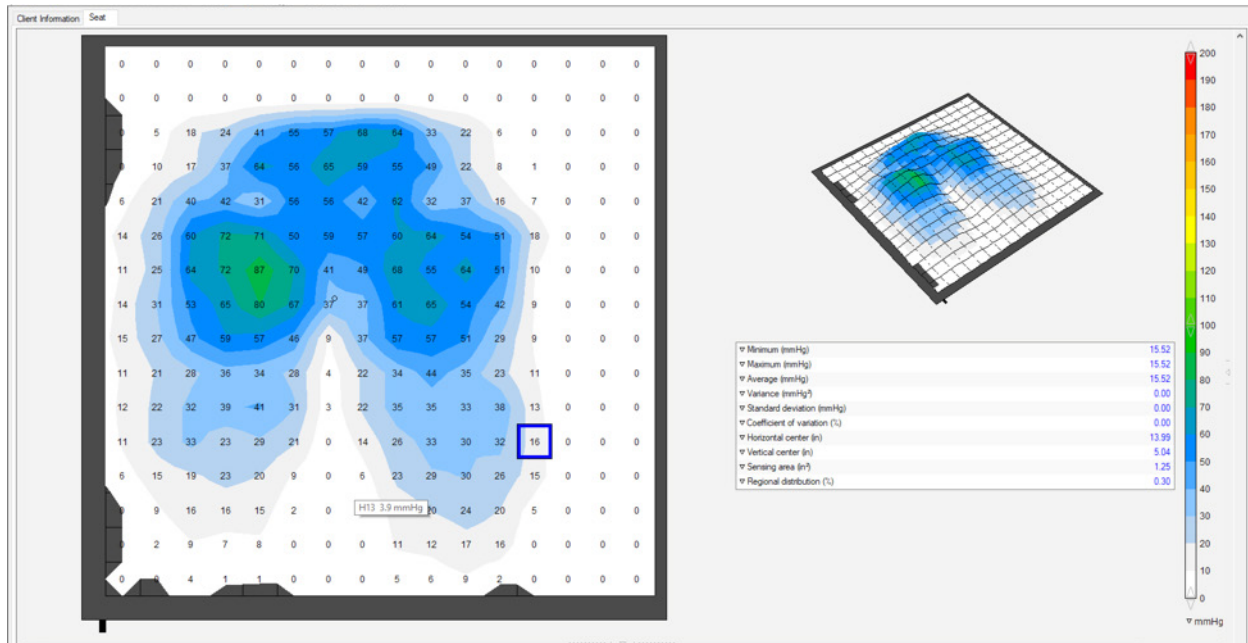 Client Information Seat
0 0 0 0 0 0 0 0 0 0 0 0 0 0 0 0
0 0 0 0 0 0 0 0 0 0 0 0 0 0 0 0
0 5 18 24 41 55 57 68 64 33 22 6 0 0 0 0
0 10 17 37 64 56 65 59 55 49 22 8 1 0 0 0
6 21 40 42 31 56 56 42 62 32 37 16 7 0 0 0
14 26 60 72 71 50 59 57 60 64 54 51 18 0 0 0
11 25 64 72 87 70 41 49 68 55 64 51 10 0 0 0
14 31 53 65 80 67 37 37 61 65 54 42 9 0 0 0
15 27 47 59 57 46 9 37 57 57 51 29 9 0 0 0
11 21 28 36 34 28 4 22 34 44 35 23 11 0 0 0
12 22 32 39 41 31 3 22 35 35 33 38 13 0 0 0
11 23 33 23 29 21 0 14 26 33 30 32 16 0 0 0
6 15 19 23 20 9 0 6 23 29 30 26 15 0 0 0
0 9 16 16 15 2 0 H13 3.9 mmHg 20 24 20 5 0 0 0
0 2 9 7 8 0 0 0 11 12 17 16 0 0 0 0
0 0 4 1 1 0 0 0 5 6 9 2 0 0 0 0
200
190
180
170
160
150
140
130
120
110
100
90
80
70
60
50
40
30
20
10
0
mmHg
Minimum (mmHg) 15.52
Maximum (mmHg) 15.52
Average (mmHg) 15.52
Variance (mmHg²) 0.00
Standard deviation (mmHg) 0.00
Coefficient of variation (%) 0.00
Horizontal center (in) 13.99
Vertical center (in) 5.04
Sensing area (in²) 1.25
Regional distribution (%) 0.30